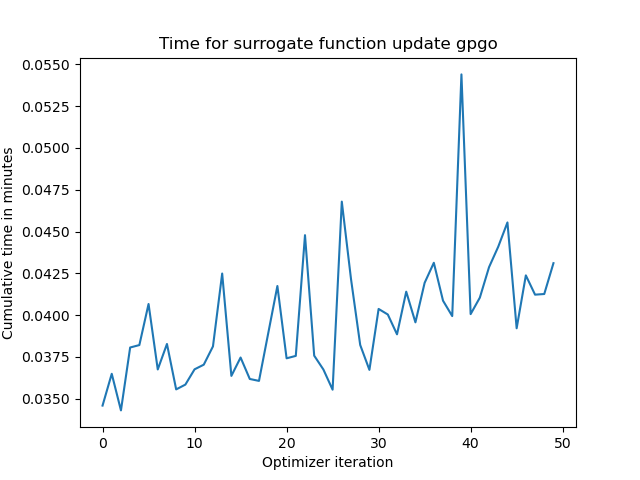 Time for surrogate function update gpgo
0.0550
0.0525
0.0500
0.0475
0.0450
0.0425
0.0400
0.0375
0.0350
Cumulative time in minutes
0 10 20 30 40 50
Optimizer iteration